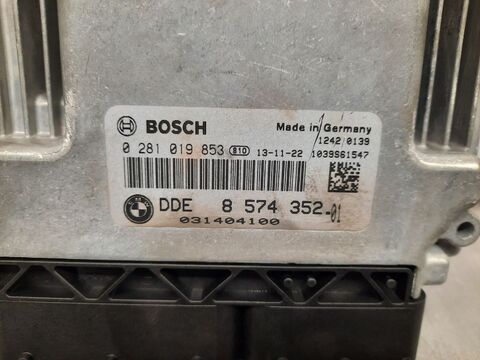 BOSCH
Made in Germany
1242 0139
0 281 019 853 810 13-11-22 1039S61547
DDE 8 574 352-01
031404100